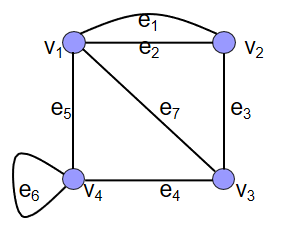 e₁
v₁ e₂ v₂
e₅ e₇ e₃
e₆ v₄ e₄ v₃